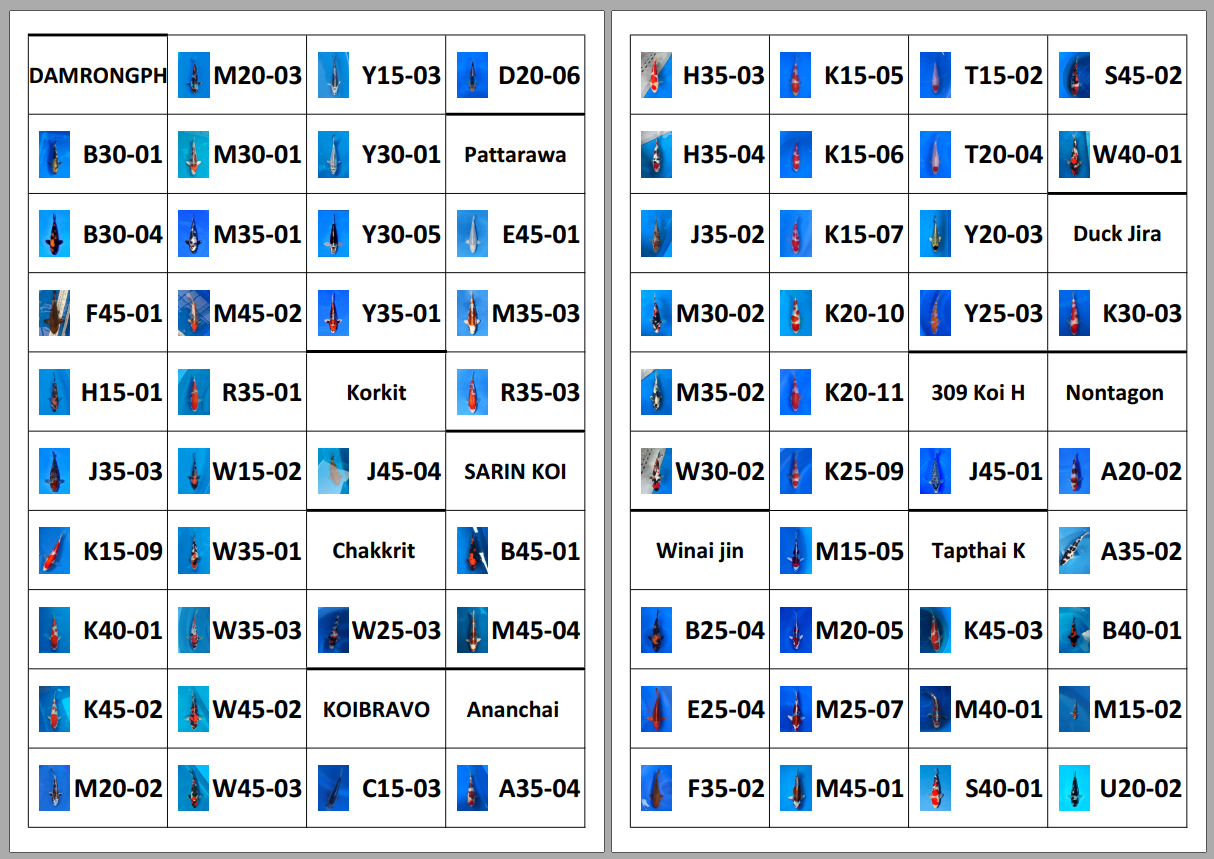 DAMRONGPH
B30-01
B30-04
F45-01
H15-01
J35-03
K15-09
K40-01
K45-02
M20-02
M20-03
M30-01
M35-01
M45-02
R35-01
W15-02
W35-01
W35-03
W45-02
W45-03
Y15-03
Y30-01
Y30-05
Y35-01
Korkit
J45-04
Chakkrit
W25-03
KOIBRAVO
C15-03
D20-06
Pattarawa
E45-01
M35-03
R35-03
SARIN KOI
B45-01
M45-04
Ananchai
A35-04
H35-03
H35-04
J35-02
M30-02
M35-02
W30-02
Winai jin
B25-04
E25-04
F35-02
K15-05
K15-06
K15-07
K20-10
K20-11
K25-09
M15-05
M20-05
M25-07
M45-01
T15-02
T20-04
Y20-03
Y25-03
309 Koi H
J45-01
Tapthai K
K45-03
M40-01
S40-01
S45-02
W40-01
Duck Jira
K30-03
Nontagon
A20-02
A35-02
B40-01
M15-02
U20-02